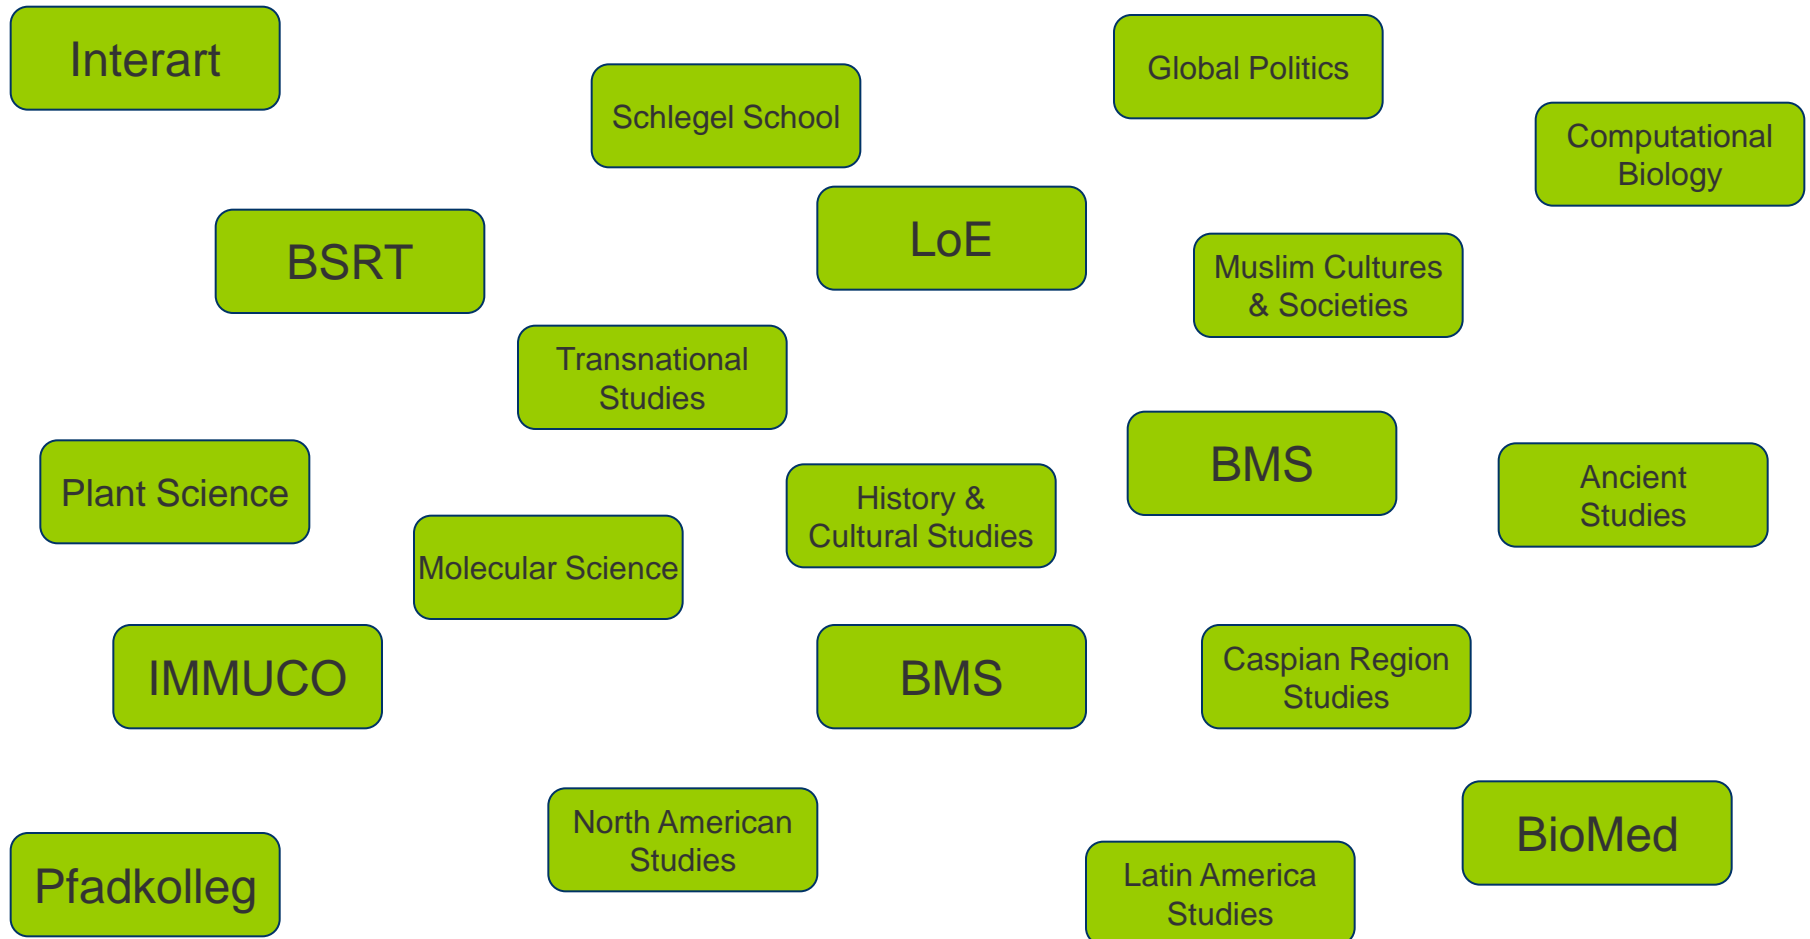 Interart
Global Politics
Schlegel School
Computational
Biology
LoE
BSRT
Muslim Cultures
& Societies
Transnational
Studies
BMS
Plant Science
History &
Cultural Studies
Ancient
Studies
Molecular Science
IMMUCO
BMS
Caspian Region
Studies
North American
Studies
BioMed
Pfadkolleg
Latin America
Studies